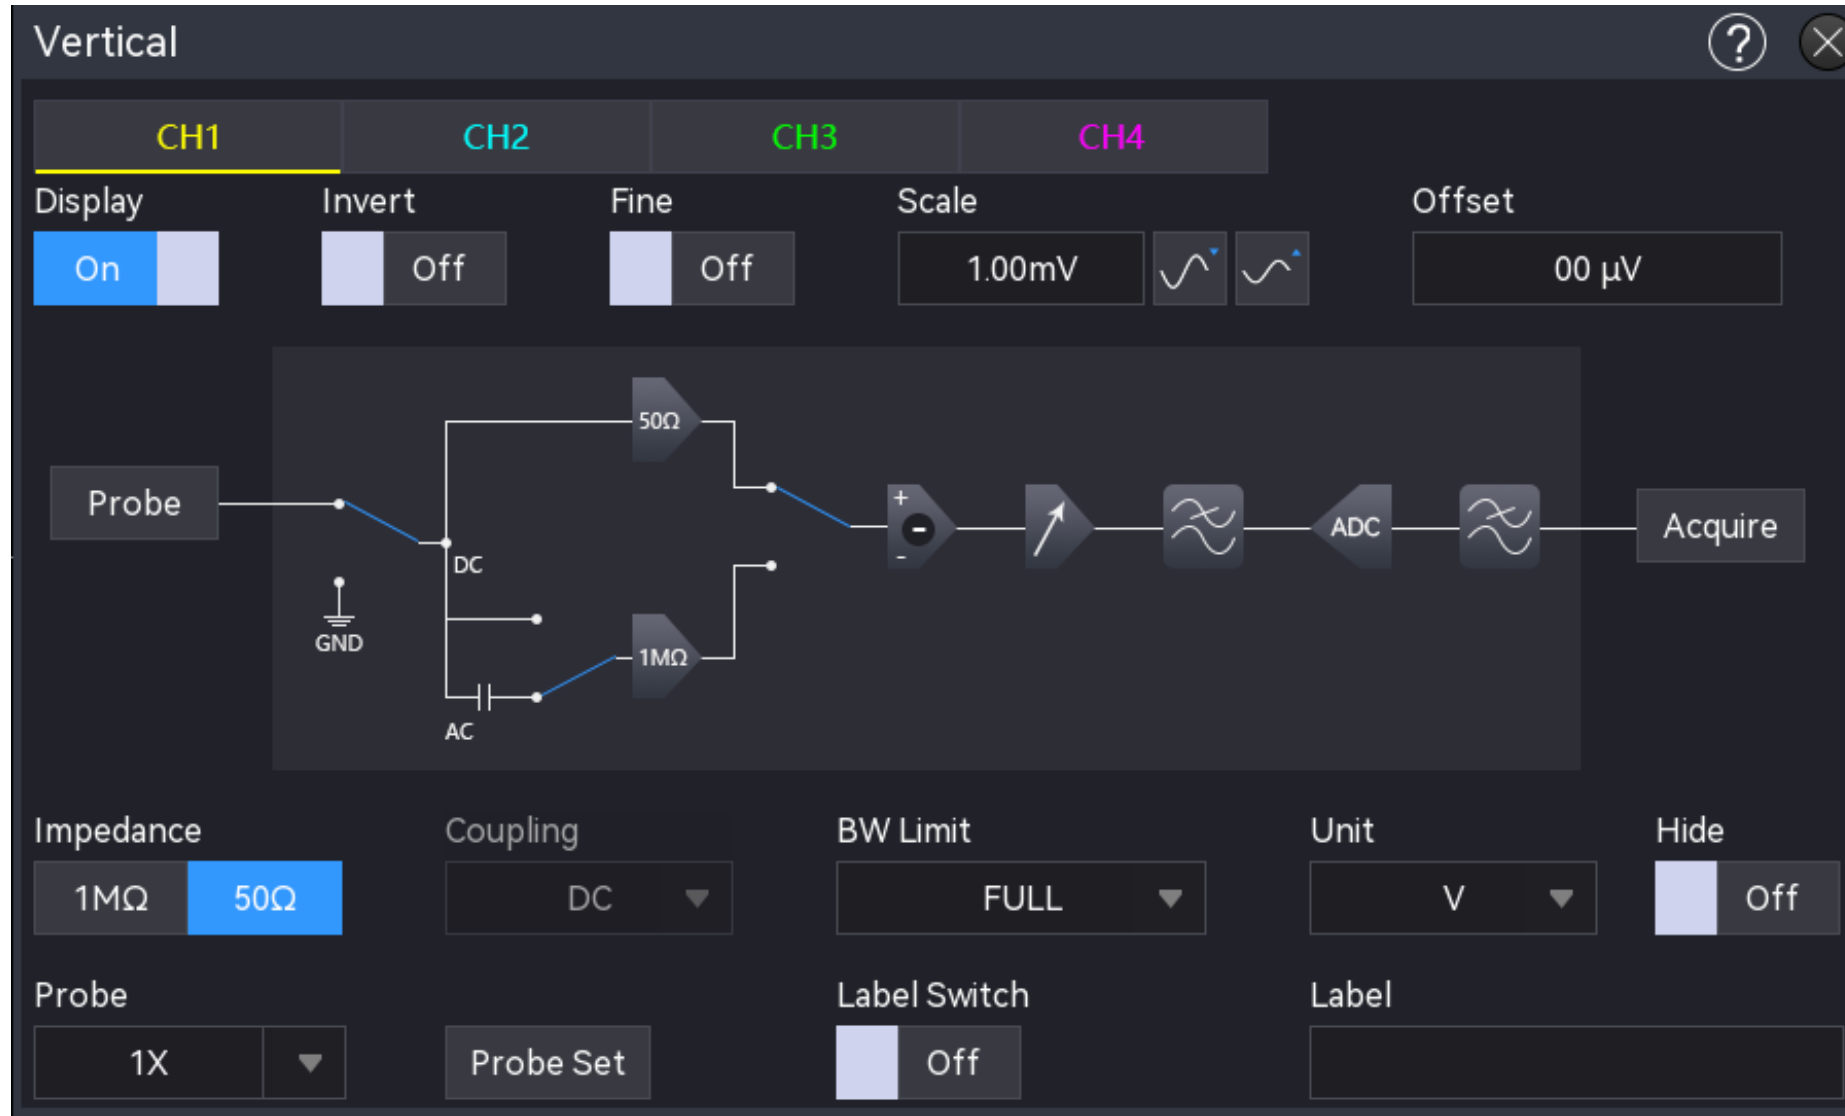 Vertical
?
CH1 CH2 CH3 CH4
Display Invert Fine Scale Offset
On Off Off 1.00mV 00 µV
50Ω
Probe
+
-
-
ADC
Acquire
DC
GND
1MΩ
AC
Impedance Coupling BW Limit Unit Hide
1MΩ 50Ω DC FULL V Off
Probe Label Switch Label
1X Probe Set Off